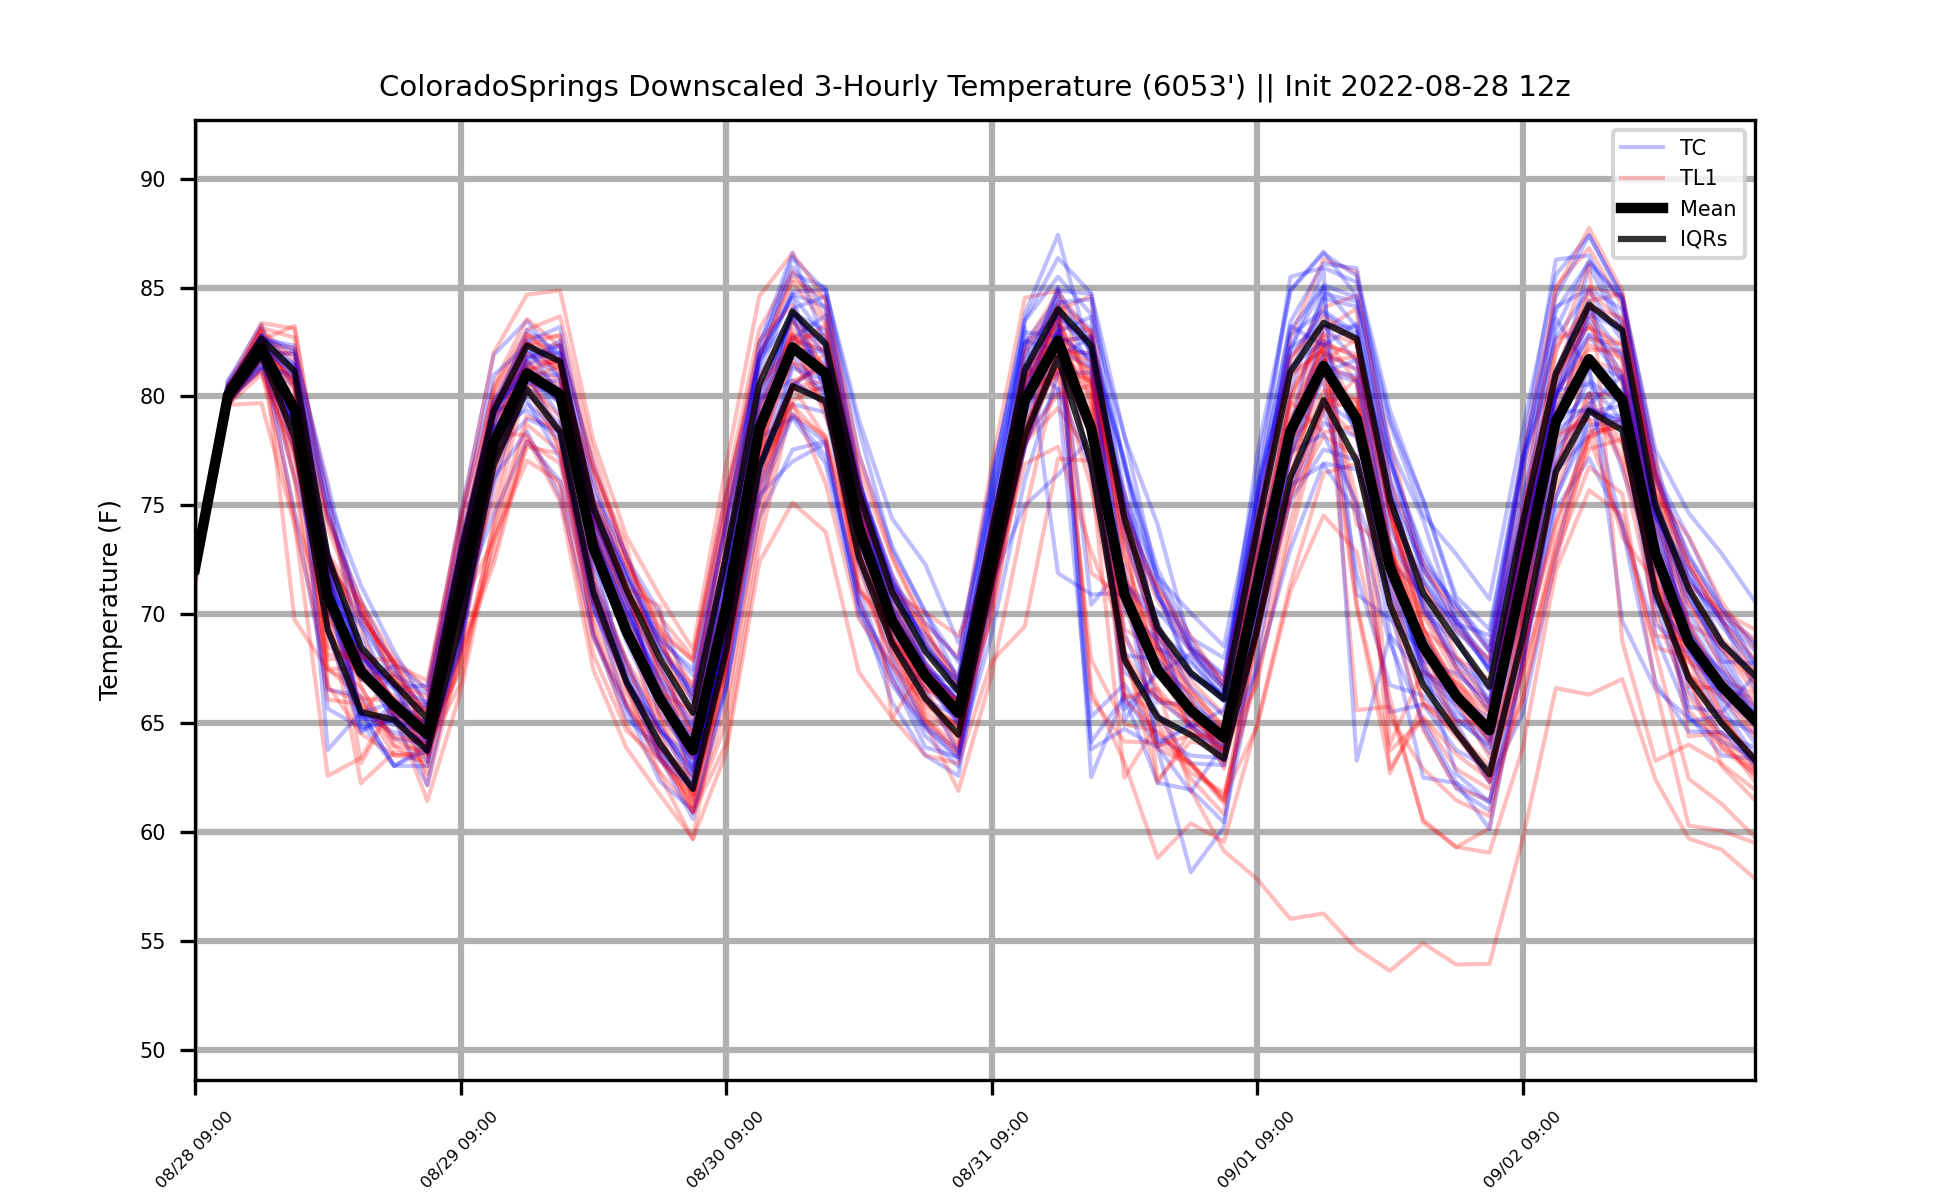 ColoradoSprings Downscaled 3-Hourly Temperature (6053') || Init 2022-08-28 12z
TC
TL1
Mean
IQRs
Temperature (F)
90
85
80
75
70
65
60
55
50
08/28 09:00
08/29 09:00
08/30 09:00
08/31 09:00
09/01 09:00
09/02 09:00